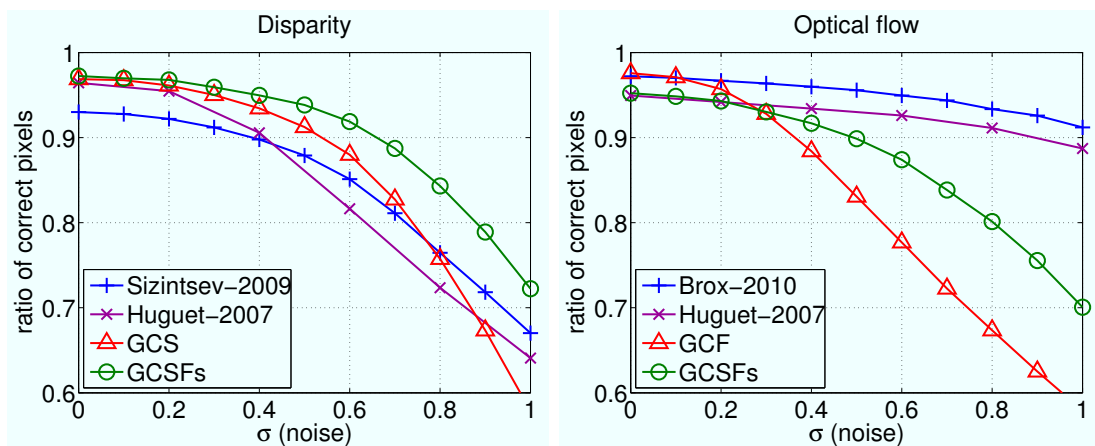 Disparity
ratio of correct pixels
1
0.9
0.8
0.7
0.6
Sizintsev−2009
Huguet−2007
GCS
GCSFs
0 0.2 0.4 0.6 0.8 1
σ (noise)
Optical flow
ratio of correct pixels
1
0.9
0.8
0.7
0.6
Brox−2010
Huguet−2007
GCF
GCSFs
0 0.2 0.4 0.6 0.8 1
σ (noise)